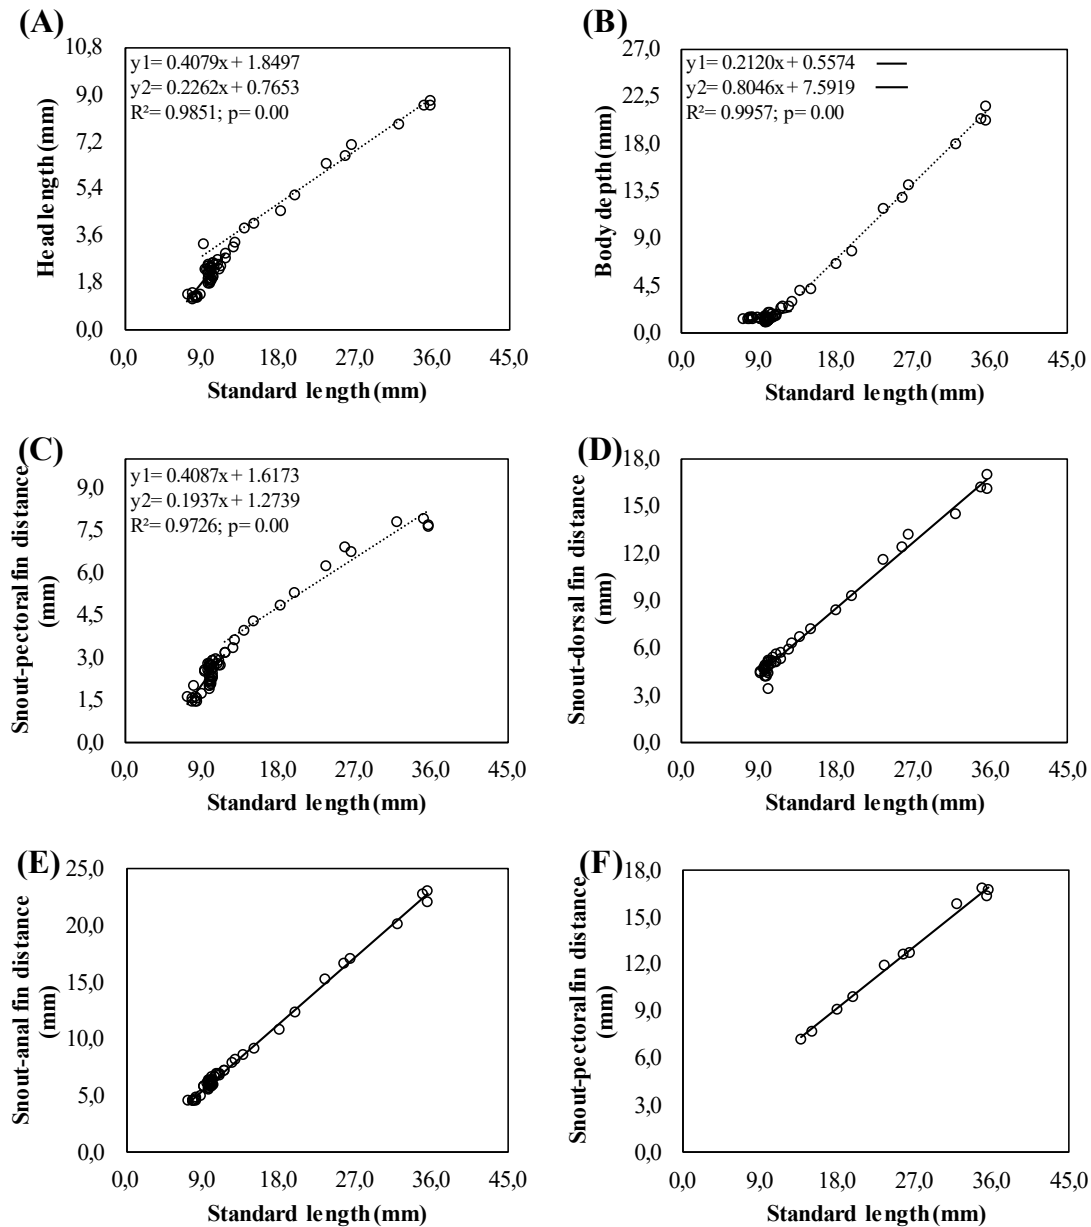 (A)
10,8
9,0
7,2
5,4
3,6
1,8
0,0
Head length (mm)
y1= 0.4079x + 1.8497
y2= 0.2262x + 0.7653
R²= 0.9851; p= 0.00
0,0 9,0 18,0 27,0 36,0 45,0
Standard length (mm)
(B)
27,0
22,5
18,0
13,5
9,0
4,5
0,0
Body depth (mm)
y1= 0.2120x + 0.5574
y2= 0.8046x + 7.5919
R²= 0.9957; p= 0.00
0,0 9,0 18,0 27,0 36,0 45,0
Standard length (mm)
(C)
9,0
7,5
6,0
4,5
3,0
1,5
0,0
Snout-pectoral fin distance
(mm)
y1= 0.4087x + 1.6173
y2= 0.1937x + 1.2739
R²= 0.9726; p= 0.00
0,0 9,0 18,0 27,0 36,0 45,0
Standard length (mm)
(D)
18,0
15,0
12,0
9,0
6,0
3,0
0,0
Snout-dorsal fin distance
(mm)
0,0 9,0 18,0 27,0 36,0 45,0
Standard length (mm)
(E)
25,0
20,0
15,0
10,0
5,0
0,0
Snout-anal fin distance
(mm)
0,0 9,0 18,0 27,0 36,0 45,0
Standard length (mm)
(F)
18,0
15,0
12,0
9,0
6,0
3,0
0,0
Snout-pectoral fin distance
(mm)
0,0 9,0 18,0 27,0 36,0 45,0
Standard length (mm)